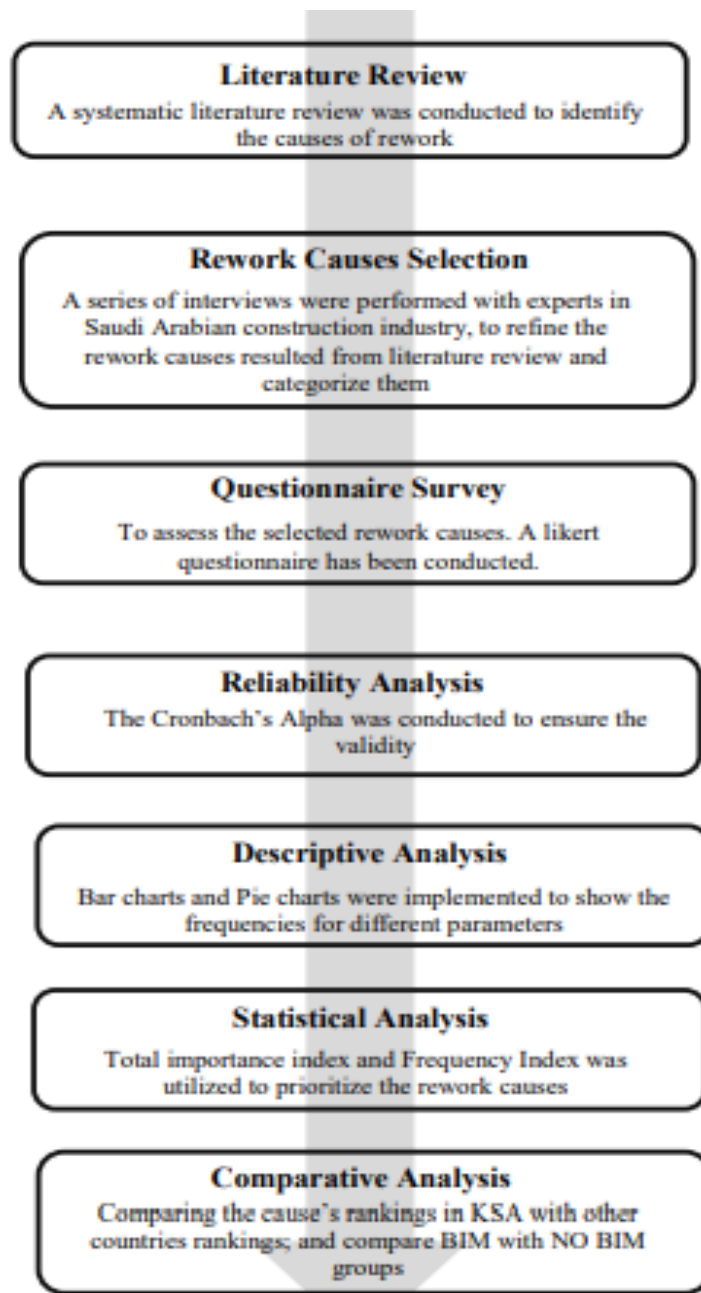 Literature Review
A systematic literature review was conducted to identify
the causes of rework
Rework Causes Selection
A series of interviews were performed with experts in
Saudi Arabian construction industry, to refine the
rework causes resulted from literature review and
categorize them
Questionnaire Survey
To assess the selected rework causes. A likert
questionnaire has been conducted.
Reliability Analysis
The Cronbach's Alpha was conducted to ensure the
validity
Descriptive Analysis
Bar charts and Pie charts were implemented to show the
frequencies for different parameters
Statistical Analysis
Total importance index and Frequency Index was
utilized to prioritize the rework causes
Comparative Analysis
Comparing the cause's rankings in KSA with other
countries rankings; and compare BIM with NO BIM
groups